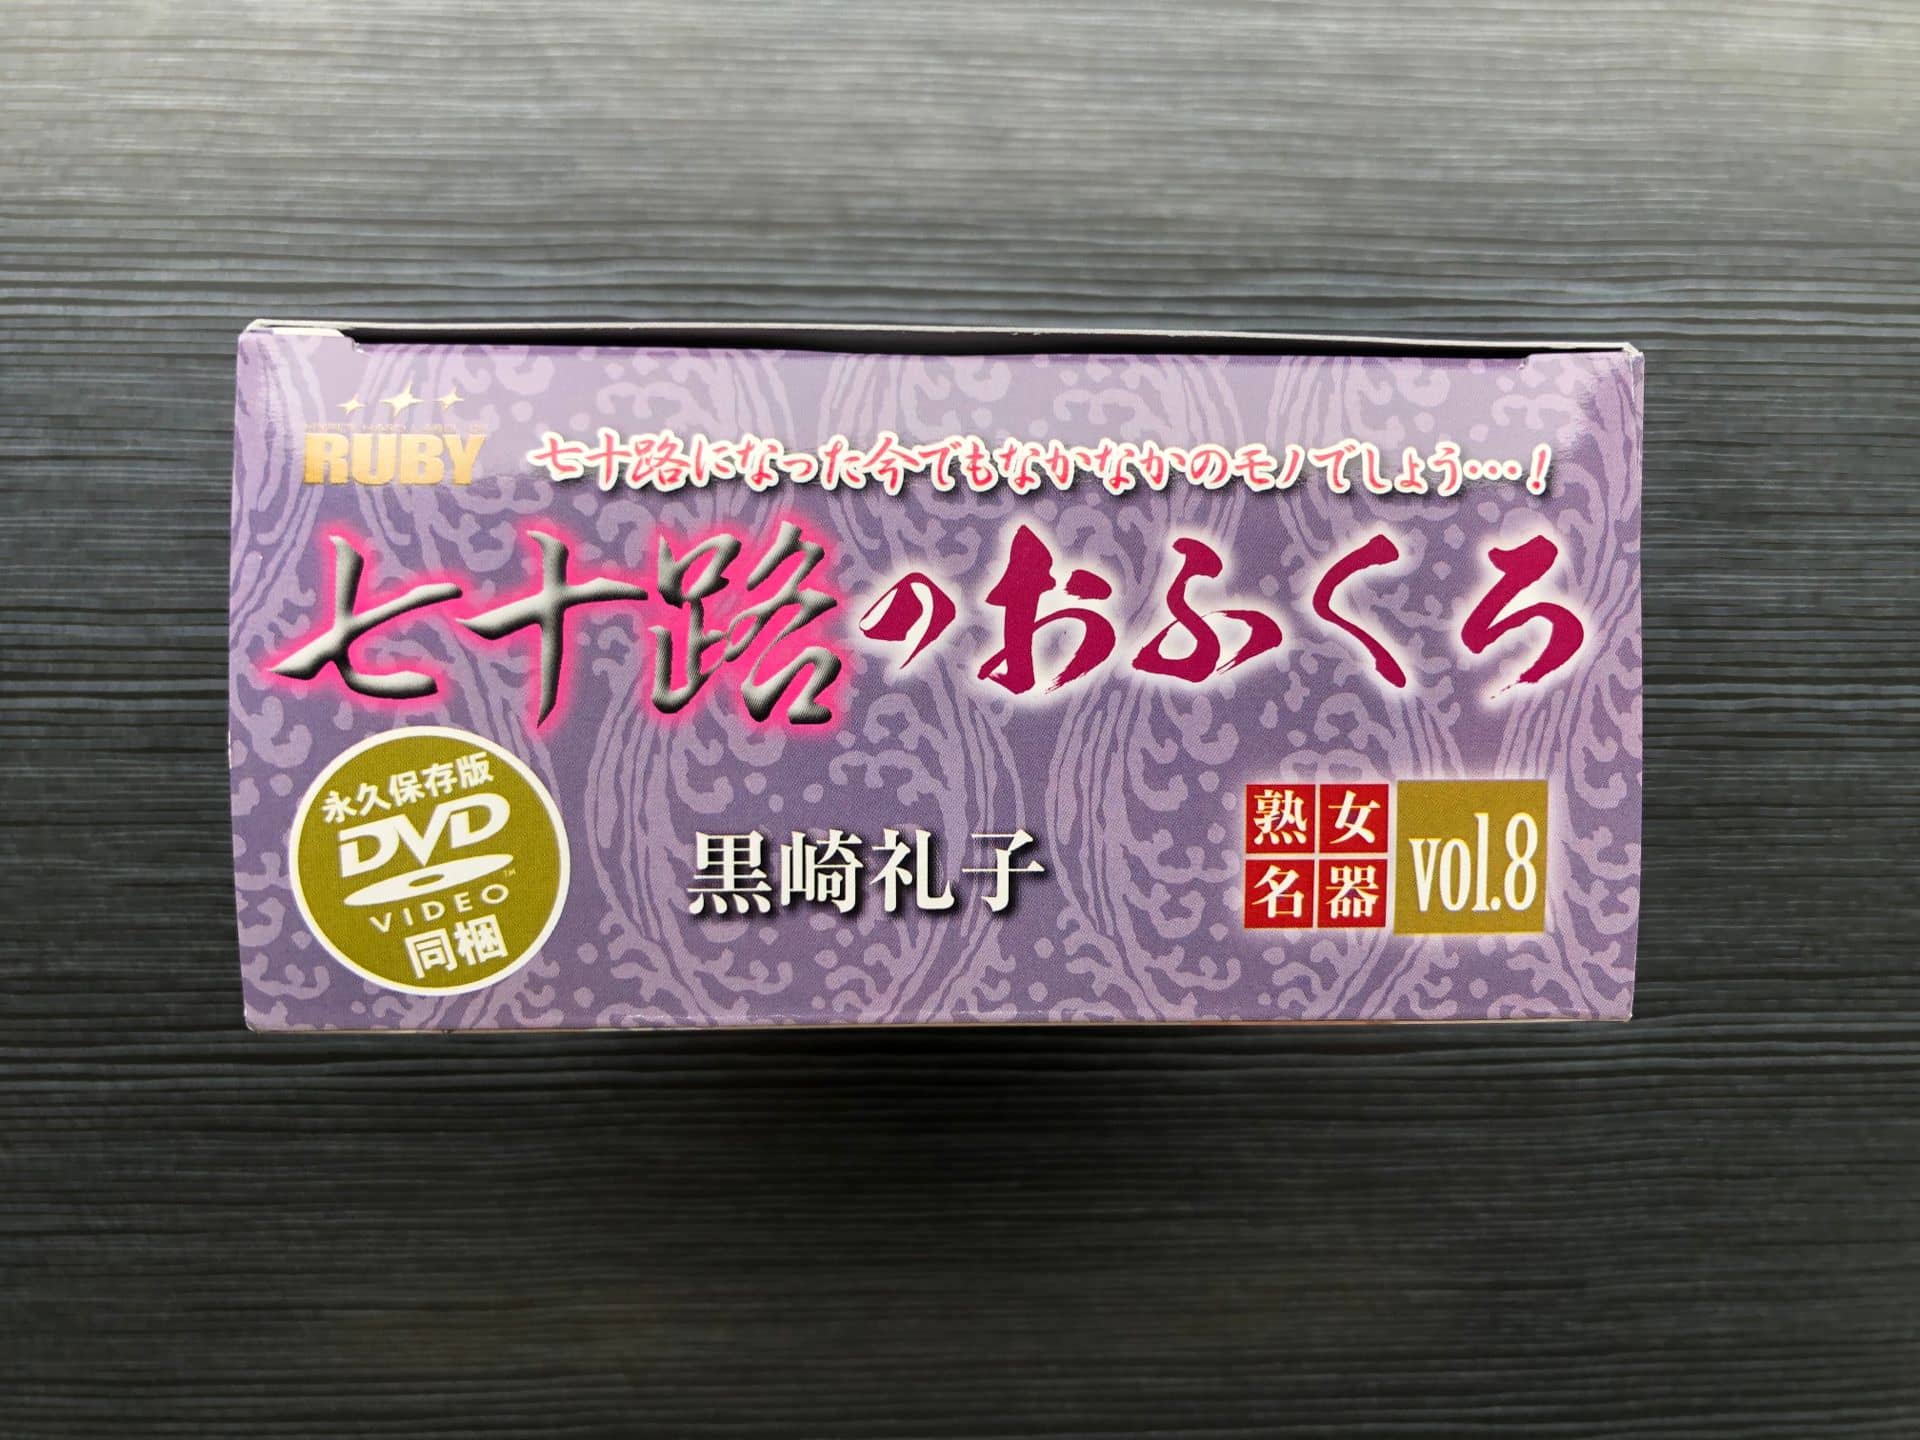 RUBY
七十路になった今でもなかなかのモノでしょう…!
七十路のおふくろ
永久保存版
DVD
VIDEO
同梱
黒崎礼子
熟女
名器
vol.8